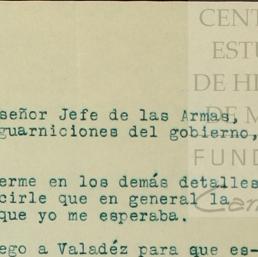 CENT
ESTU
DE HI
DE M
FUND
Car
señor Jefe de las Armas,
guarniciones del gobierno,
erme en los demás detalles
cirle que en general la
que yo me esperaba.
ego a Valadéz para que es-